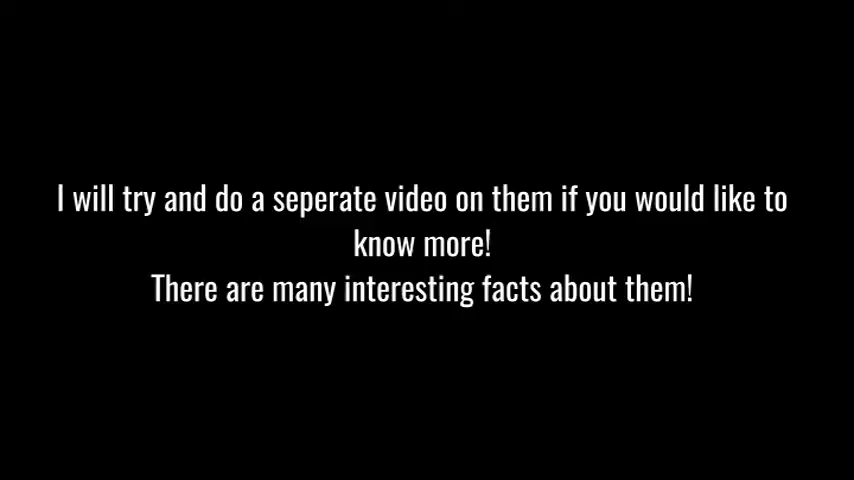 I will try and do a seperate video on them if you would like to
know more!
There are many interesting facts about them!